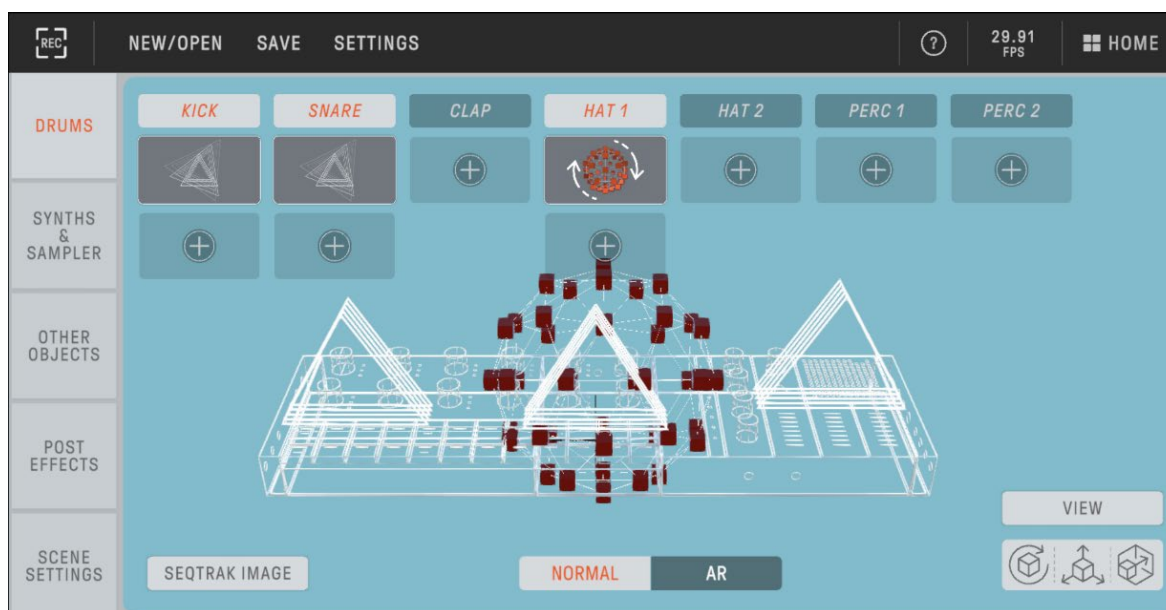 REC
NEW/OPEN SAVE SETTINGS
?
29.91
FPS
HOME
DRUMS
SYNTHS
&
SAMPLER
OTHER
OBJECTS
POST
EFFECTS
SCENE
SETTINGS
KICK SNARE CLAP HAT 1 HAT 2 PERC 1 PERC 2
VIEW
SEQTRAK IMAGE
NORMAL AR